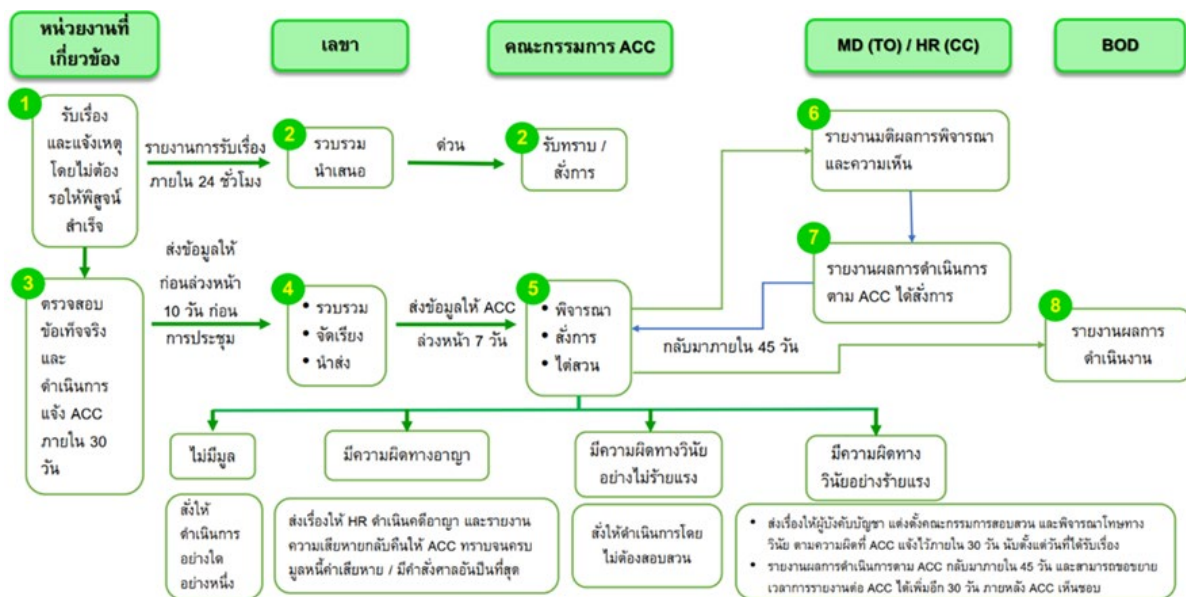 หน่วยงานที่
เกี่ยวข้อง
เลขา
คณะกรรมการ ACC
MD (TO) / HR (CC)
BOD
1
รับเรื่อง
และแจ้งเหตุ
โดยไม่ต้อง
รอให้พิสูจน์
สำเร็จ
รายงานการรับเรื่อง
ภายใน 24 ชั่วโมง
2
รวบรวม
นำเสนอ
ด่วน
2
รับทราบ /
สั่งการ
6
รายงานมติผลการพิจารณา
และความเห็น
7
รายงานผลการดำเนินการ
ตาม ACC ได้สั่งการ
3
ตรวจสอบ
ข้อเท็จจริง
และ
ดำเนินการ
แจ้ง ACC
ภายใน 30
วัน
ส่งข้อมูลให้
ก่อนล่วงหน้า
10 วัน ก่อน
การประชุม
4
• รวบรวม
• จัดเรียง
• นำส่ง
ส่งข้อมูลให้ ACC
ล่วงหน้า 7 วัน
5
• พิจารณา
• สั่งการ
• ไต่สวน
กลับมาภายใน 45 วัน
8
รายงานผลการ
ดำเนินงาน
ไม่มีมูล
มีความผิดทางอาญา
มีความผิดทางวินัย
อย่างไม่ร้ายแรง
มีความผิดทาง
วินัยอย่างร้ายแรง
สั่งให้
ดำเนินการ
อย่างใด
อย่างหนึ่ง
ส่งเรื่องให้ HR ดำเนินคดีอาญา และรายงาน
ความเสียหายกลับคืนให้ ACC ทราบจนครบ
มูลหนี้ค่าเสียหาย / มีคำสั่งศาลอันเป็นที่สุด
สั่งให้ดำเนินการโดย
ไม่ต้องสอบสวน
• ส่งเรื่องให้ผู้บังคับบัญชา แต่งตั้งคณะกรรมการสอบสวน และพิจารณาโทษทาง
วินัย ตามความผิดที่ ACC แจ้งไว้ภายใน 30 วัน นับตั้งแต่วันที่ได้รับเรื่อง
• รายงานผลการดำเนินการตาม ACC กลับมาภายใน 45 วัน และสามารถขอขยาย
เวลาการรายงานต่อ ACC ได้เพิ่มอีก 30 วัน ภายหลัง ACC เห็นชอบ